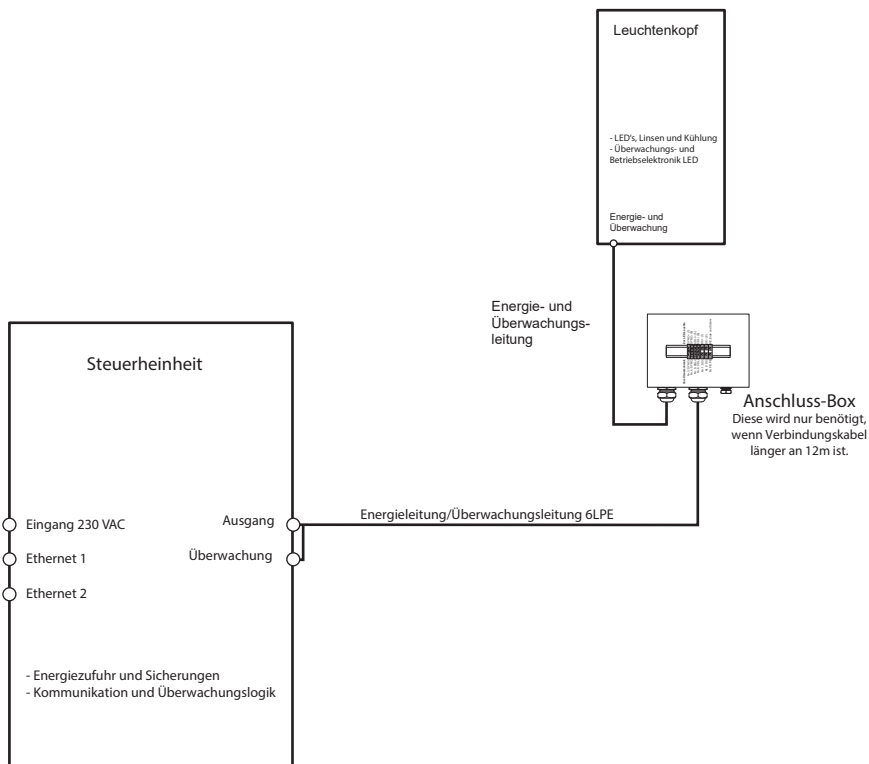 Leuchtenkopf
- LED's, Linsen und Kühlung
- Überwachungs- und
Betriebselektronik LED
Energie- und
Überwachung
Energie- und
Überwachungs-
leitung
Anschluss-Box
Diese wird nur benötigt,
wenn Verbindungskabel
länger an 12m ist.
Steuerheinheit
Eingang 230 VAC
Ausgang
Energieleitung/Überwachungsleitung 6LPE
Ethernet 1
Überwachung
Ethernet 2
- Energiezufuhr und Sicherungen
- Kommunikation und Überwachungslogik